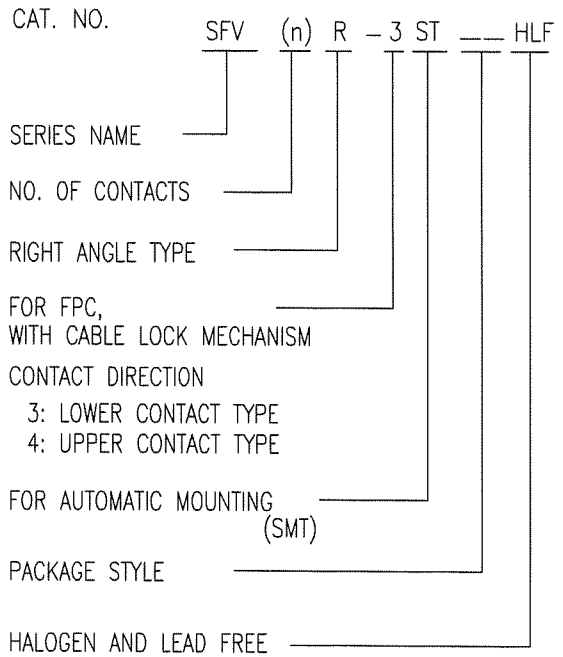 CAT. NO.
SFV (n) R - 3 ST __ HLF
SERIES NAME
NO. OF CONTACTS
RIGHT ANGLE TYPE
FOR FPC,
WITH CABLE LOCK MECHANISM
CONTACT DIRECTION
3: LOWER CONTACT TYPE
4: UPPER CONTACT TYPE
FOR AUTOMATIC MOUNTING
(SMT)
PACKAGE STYLE
HALOGEN AND LEAD FREE